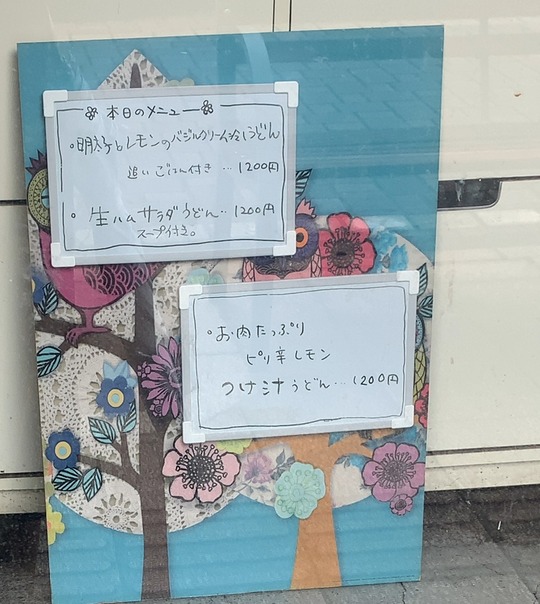 本日のメニュー
・明太子とレモンのバジルクリーム冷しうどん
追いごはん付き…1200円
・生ハムサラダうどん…1200円
スープ付き。
・お肉たっぷり
ピリ辛レモン
つけ汁うどん…1200円